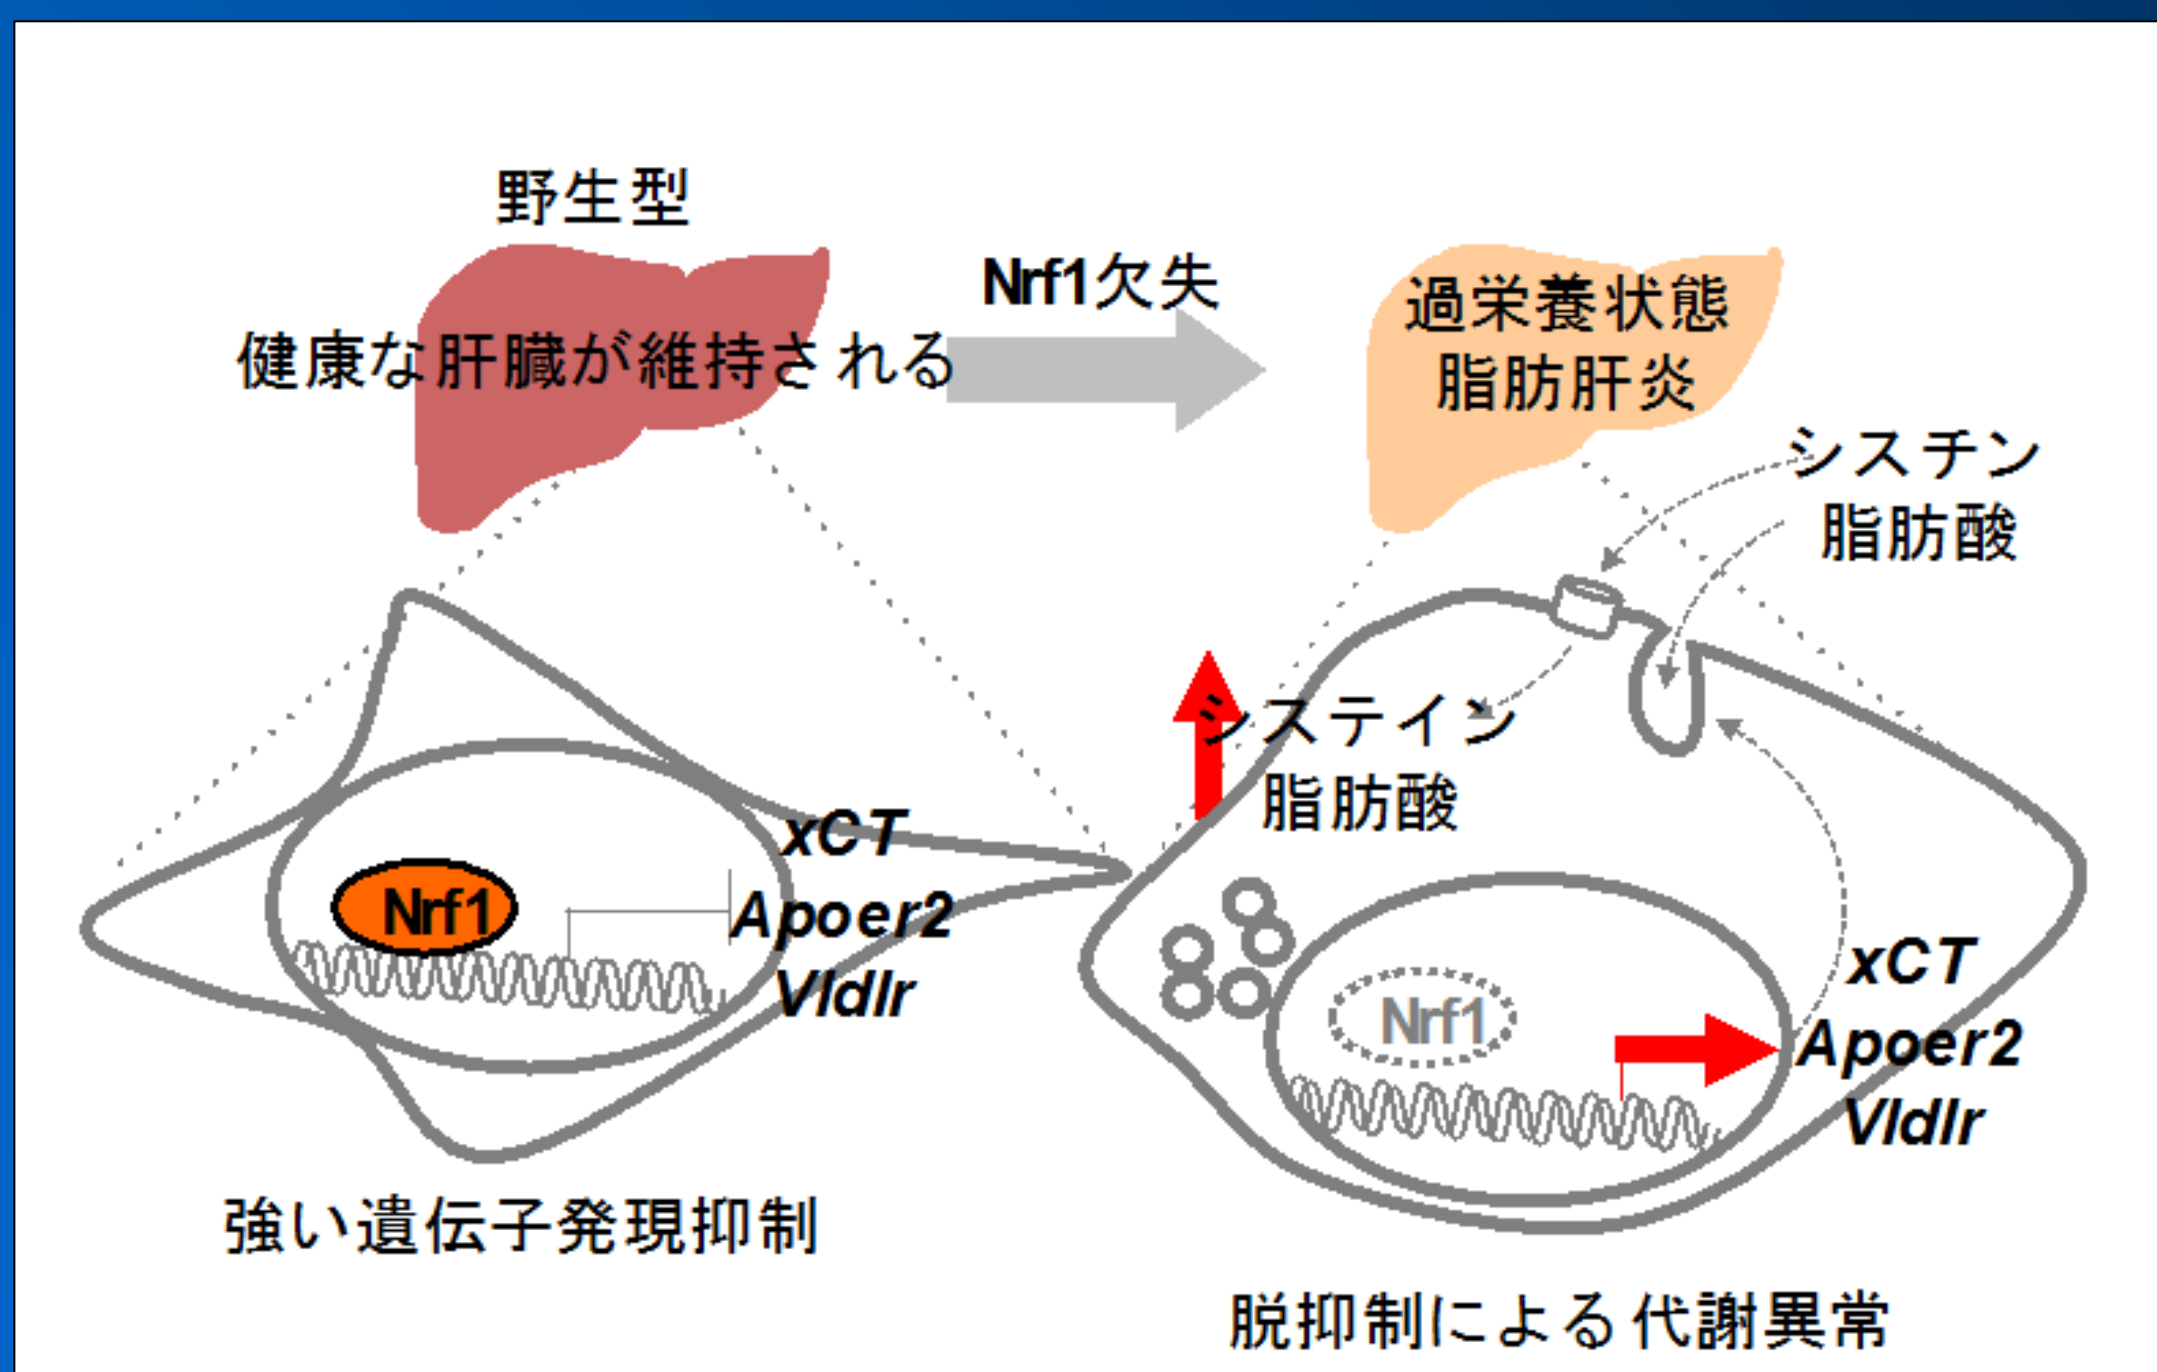 野生型
健康な肝臓が維持される
Nrf1欠失
過栄養状態
脂肪肝炎
シスチン
脂肪酸
システイン
脂肪酸
Nrf1
xCT
Apoer2
Vldlr
Nrf1
xCT
Apoer2
Vldlr
強い遺伝子発現抑制
脱抑制による代謝異常